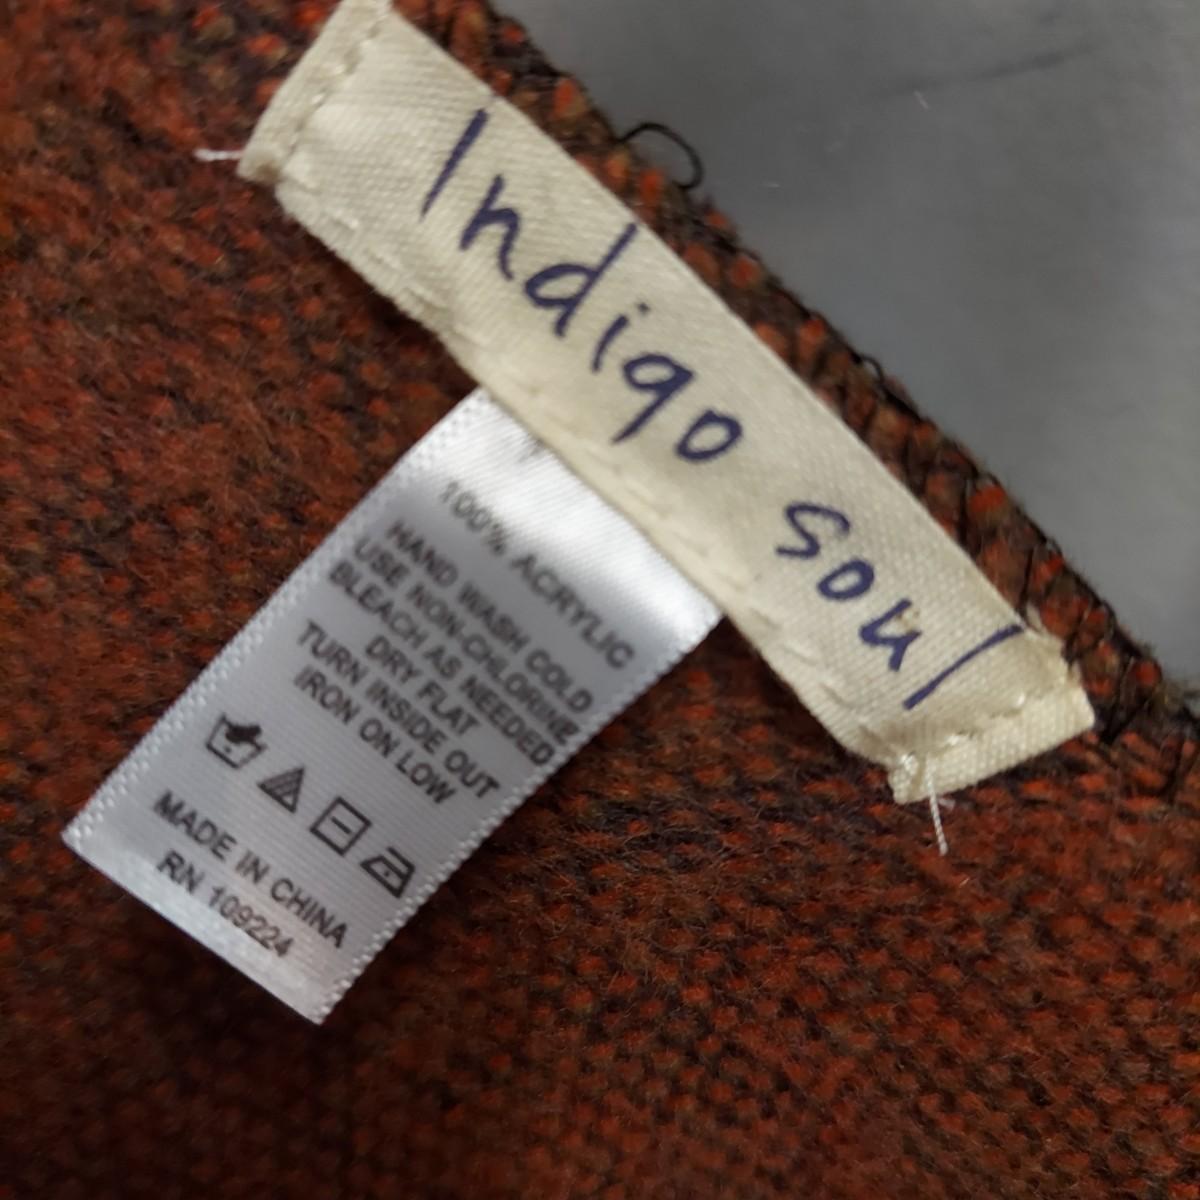 Indigo soul
100% ACRYLIC
HAND WASH COLD
USE NON-CHLORINE
BLEACH AS NEEDED
DRY FLAT
TURN INSIDE OUT
IRON ON LOW
MADE IN CHINA
RN 109224